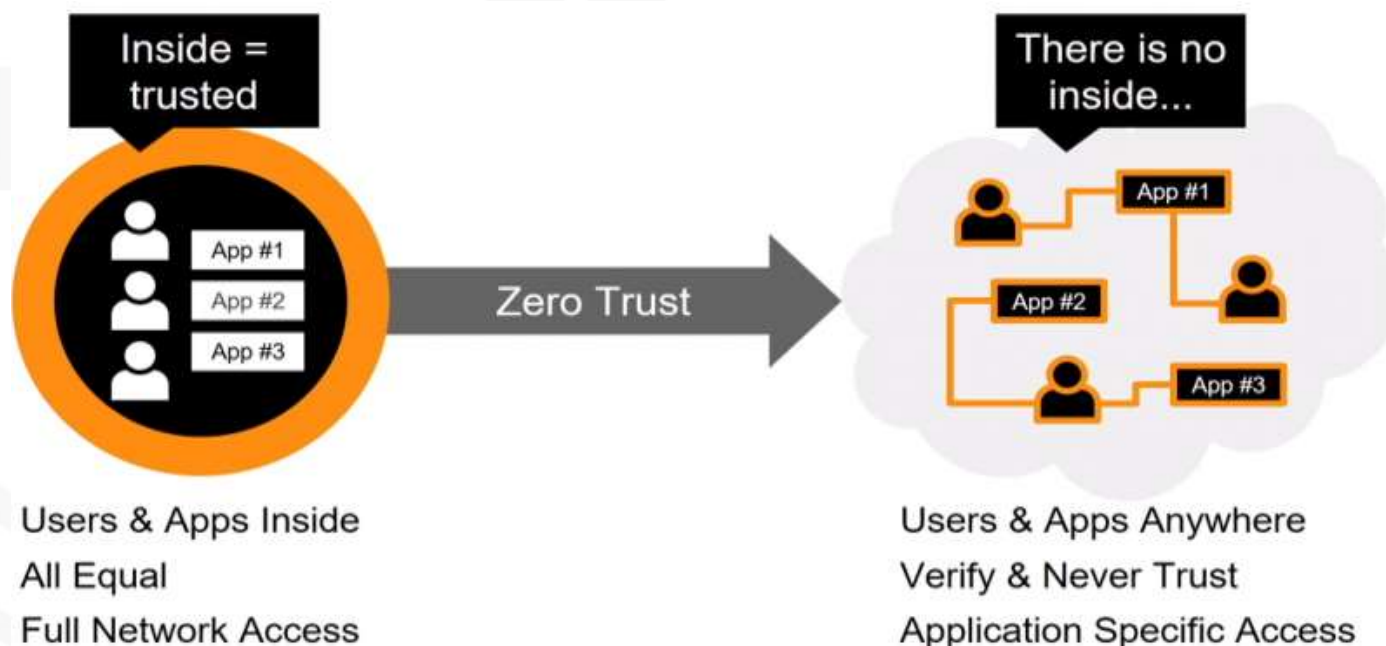 Inside =
trusted
App #1
App #2
App #3
Users & Apps Inside
All Equal
Full Network Access
Zero Trust
There is no
inside...
App #1
App #2
App #3
Users & Apps Anywhere
Verify & Never Trust
Application Specific Access